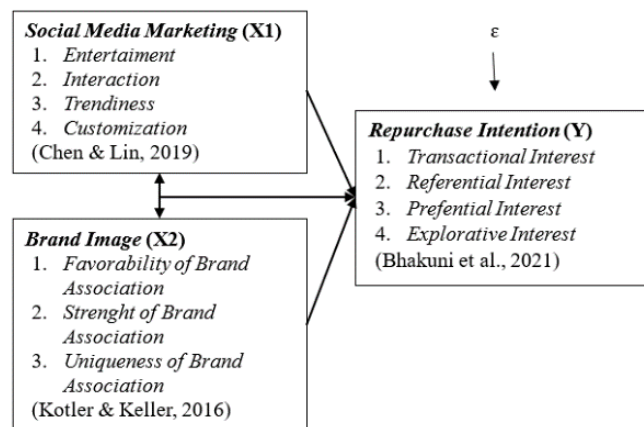 Social Media Marketing (X1)
1. Entertaiment
2. Interaction
3. Trendiness
4. Customization
(Chen & Lin, 2019)
Brand Image (X2)
1. Favorability of Brand
Association
2. Strenght of Brand
Association
3. Uniqueness of Brand
Association
(Kotler & Keller, 2016)
ε
Repurchase Intention (Y)
1. Transactional Interest
2. Referential Interest
3. Prefential Interest
4. Explorative Interest
(Bhakuni et al., 2021)